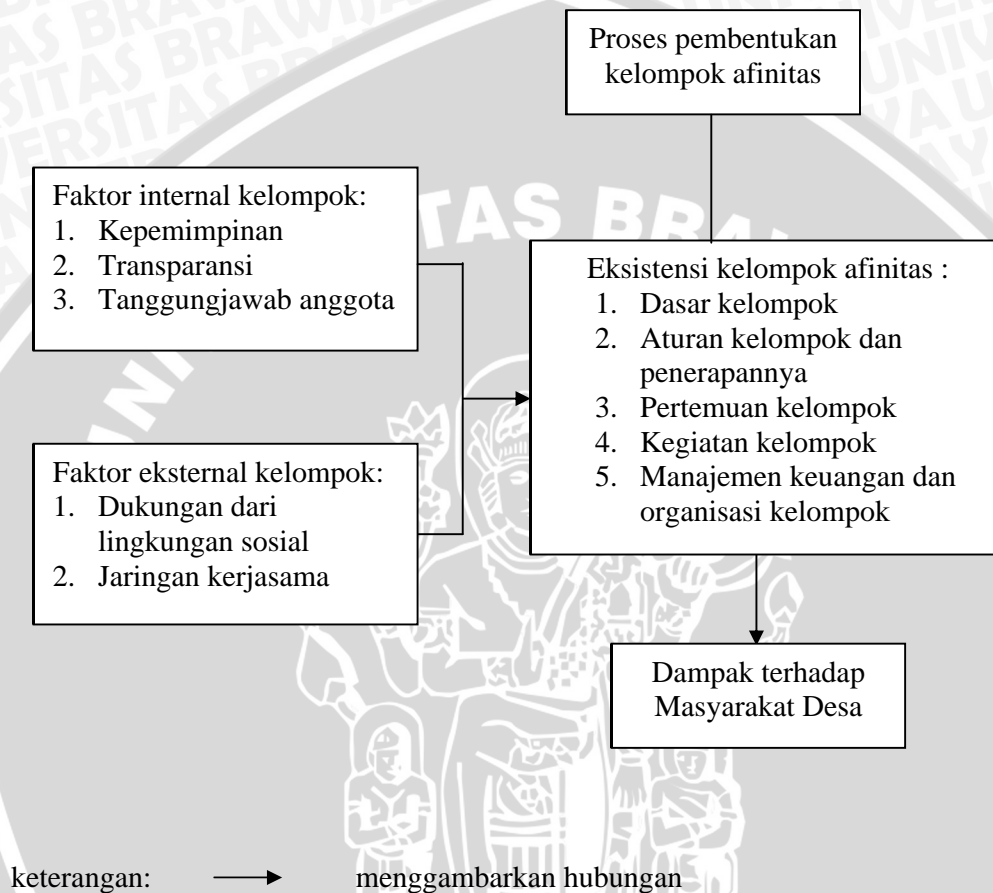 Proses pembentukan
kelompok afinitas
Faktor internal kelompok:
1. Kepemimpinan
2. Transparansi
3. Tanggungjawab anggota
Eksistensi kelompok afinitas :
1. Dasar kelompok
2. Aturan kelompok dan
penerapannya
3. Pertemuan kelompok
4. Kegiatan kelompok
5. Manajemen keuangan dan
organisasi kelompok
Faktor eksternal kelompok:
1. Dukungan dari
lingkungan sosial
2. Jaringan kerjasama
Dampak terhadap
Masyarakat Desa
keterangan: menggambarkan hubungan